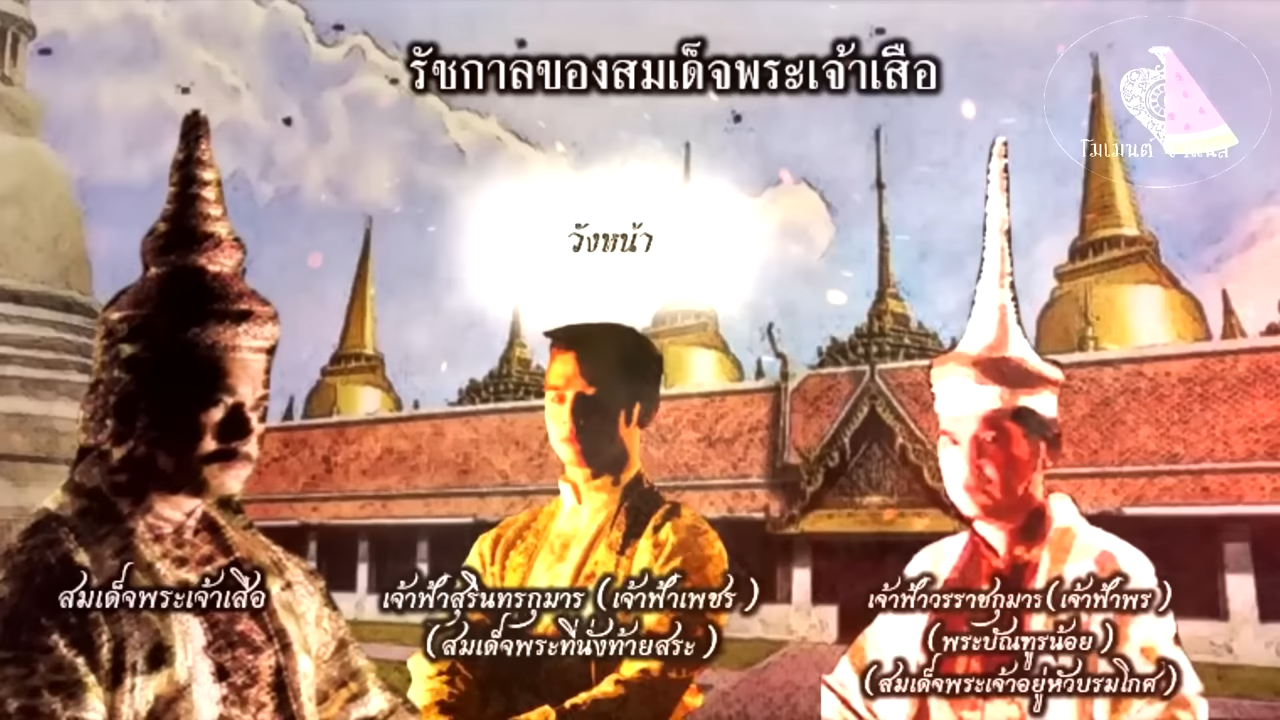 รัชกาลของสมเด็จพระเจ้าเสือ
โมเมนต์
วังหน้า
สมเด็จพระเจ้าเสือ
เจ้าฟ้าสุรินทรกุมาร (เจ้าฟ้าเพชร)
(สมเด็จพระที่นั่งท้ายสระ)
เจ้าฟ้าวรราชกุมาร(เจ้าฟ้าพร)
(พระบัณฑูรน้อย)
(สมเด็จพระเจ้าอยู่หัวบรมโกศ)